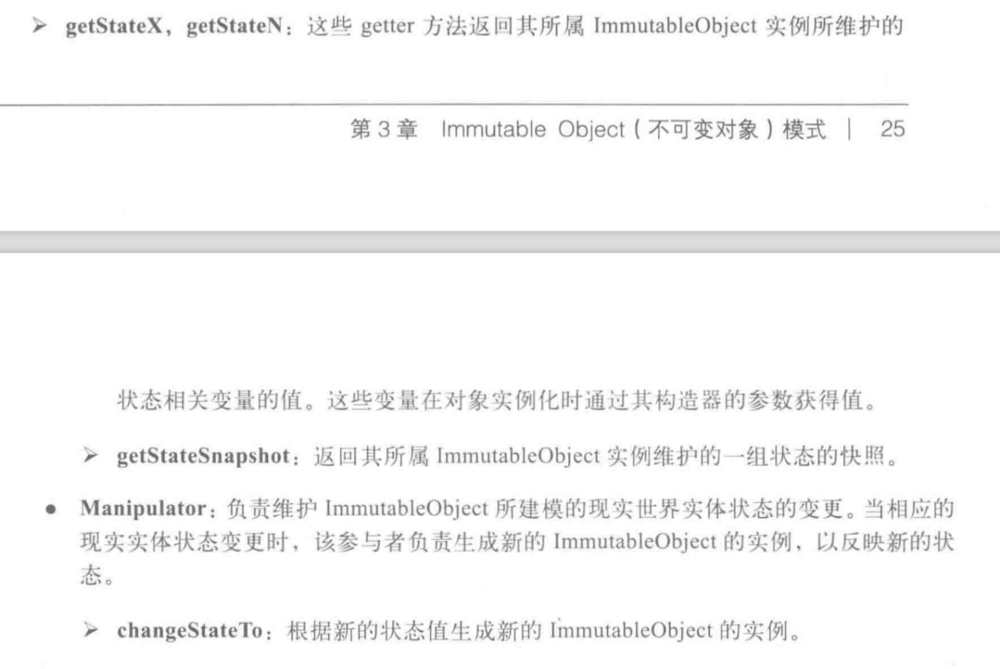 ➢ getStateX，getStateN：这些 getter 方法返回其所属 ImmutableObject 实例所维护的
第 3 章 Immutable Object（不可变对象）模式 | 25
状态相关变量的值。这些变量在对象实例化时通过其构造器的参数获得值。
➢ getStateSnapshot：返回其所属 ImmutableObject 实例维护的一组状态的快照。
● Manipulator：负责维护 ImmutableObject 所建模的现实世界实体状态的变更。当相应的
现实实体状态变更时，该参与者负责生成新的 ImmutableObject 的实例，以反映新的状
态。
➢ changeStateTo：根据新的状态值生成新的 ImmutableObject 的实例。